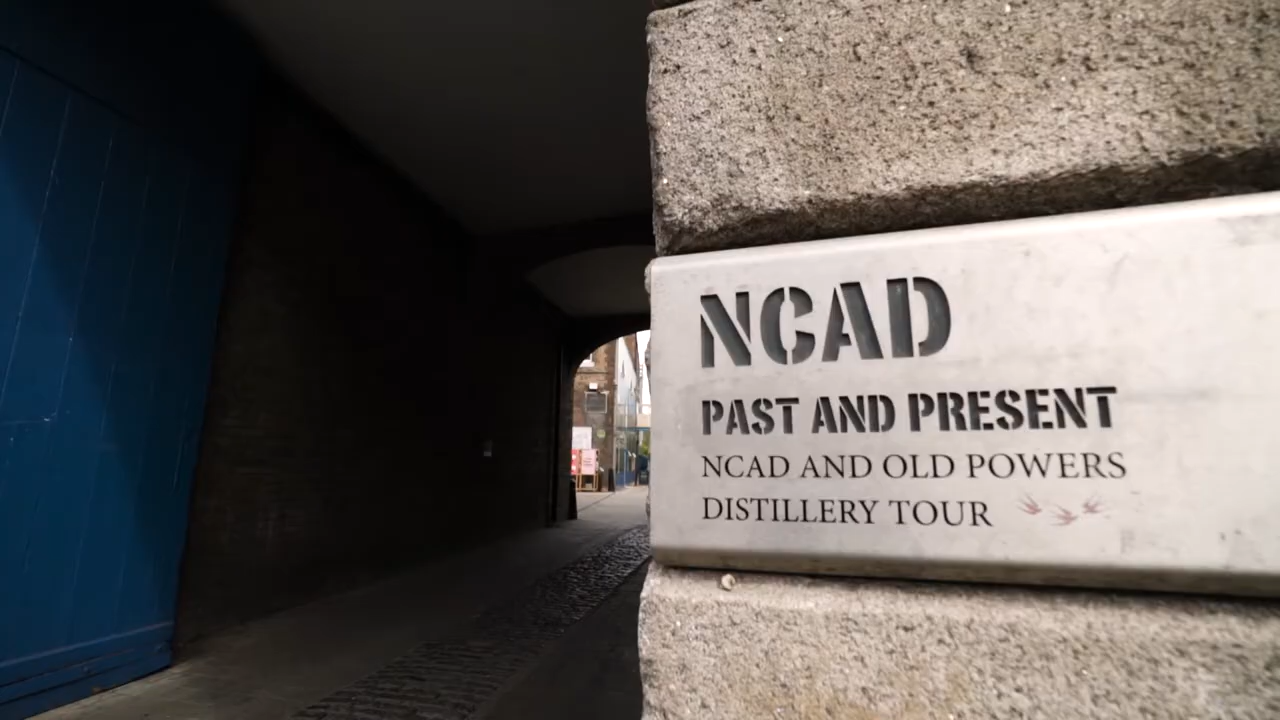 NCAD
PAST AND PRESENT
NCAD AND OLD POWERS
DISTILLERY TOUR